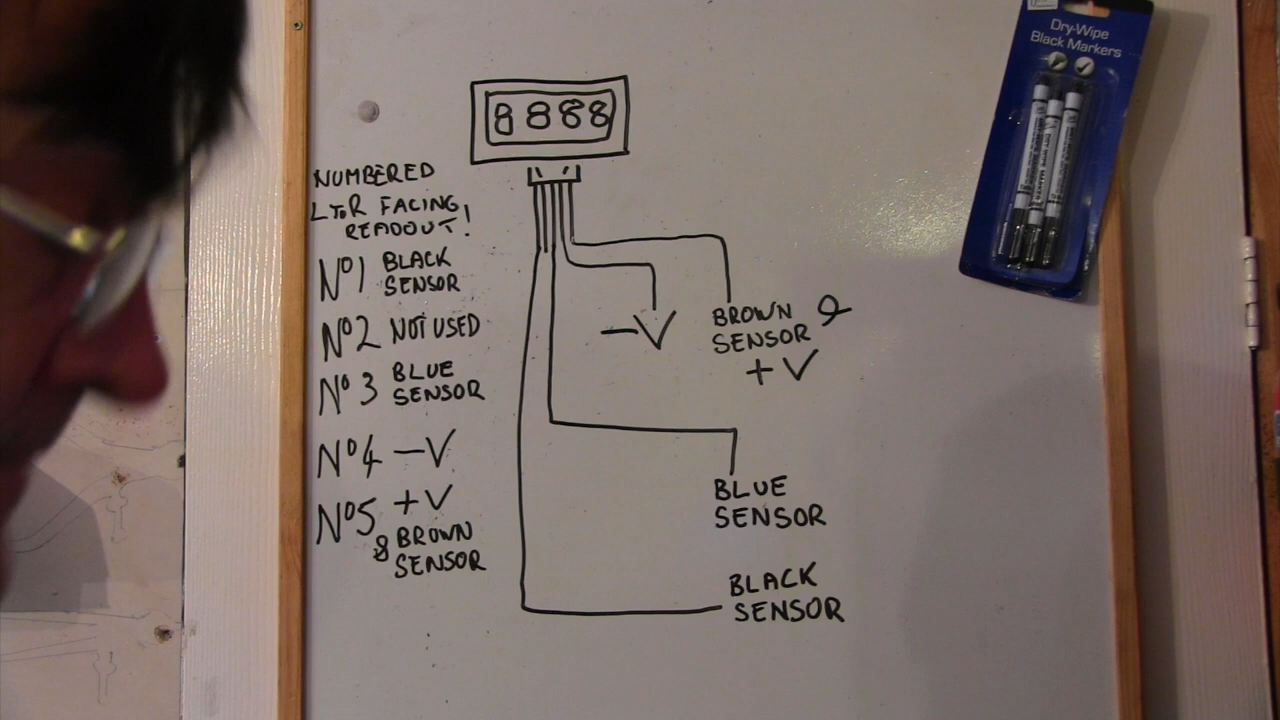 Dry-Wipe
Black Markers
8888
NUMBERED
LToR FACING
READOUT!
No1 BLACK
SENSOR
No2 NOT USED
No3 BLUE
SENSOR
No4 -V
No5 +V
& BROWN
SENSOR
-V
BROWN &
SENSOR
+V
BLUE
SENSOR
BLACK
SENSOR